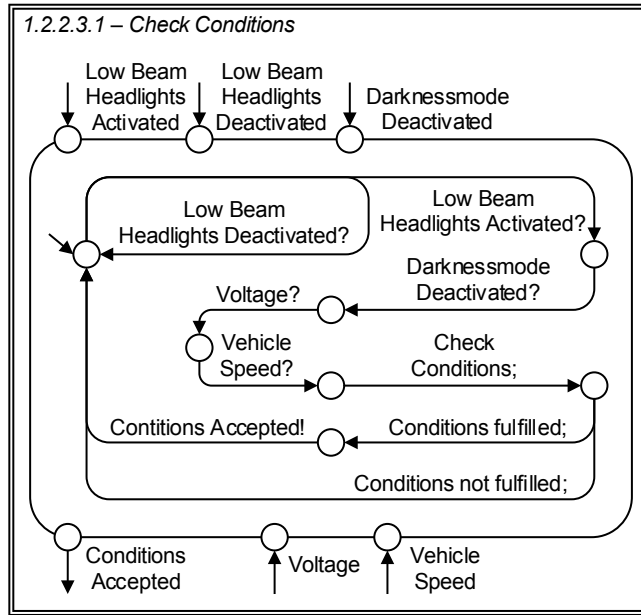 1.2.2.3.1 – Check Conditions
Low Beam
Headlights
Activated
Low Beam
Headlights
Deactivated
Darknessmode
Deactivated
Low Beam
Headlights Deactivated?
Low Beam
Headlights Activated?
Darknessmode
Deactivated?
Voltage?
Vehicle
Speed?
Check
Conditions;
Contitions Accepted!
Conditions fulfilled;
Conditions not fulfilled;
Conditions
Accepted
Voltage
Vehicle
Speed